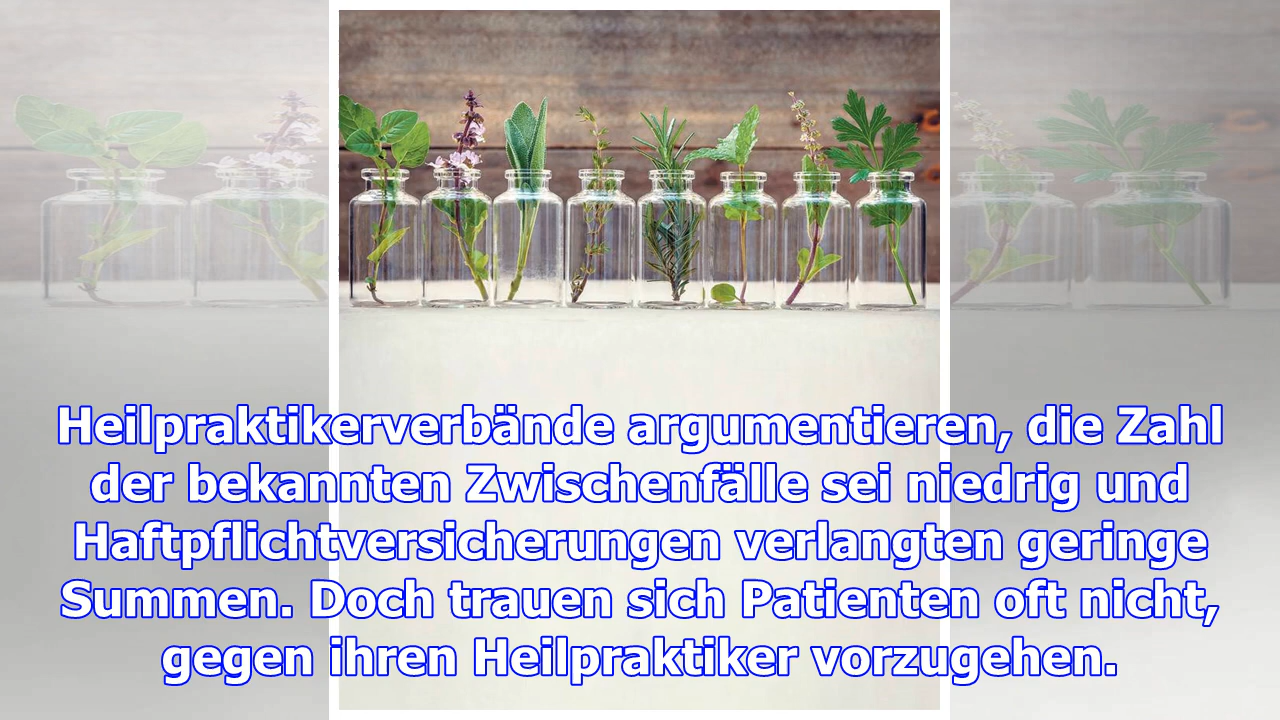 Heilpraktikerverbände argumentieren, die Zahl
der bekannten Zwischenfälle sei niedrig und
Haftpflichtversicherungen verlangten geringe
Summen. Doch trauen sich Patienten oft nicht,
gegen ihren Heilpraktiker vorzugehen.